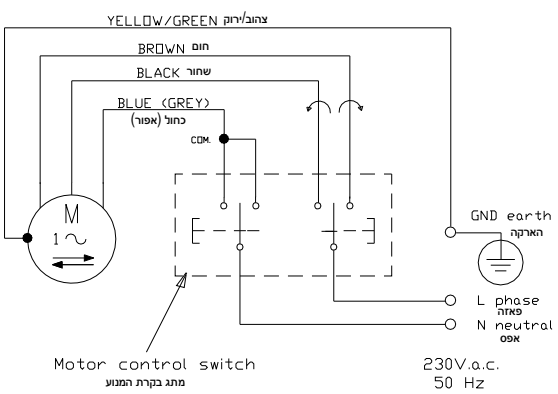 YELLOW/GREEN צהוב/ירוק
BROWN חום
BLACK שחור
BLUE (GREY)
כחול (אפור)
COM.
M
1
GND earth
הארקה
L phase
פאזה
N neutral
אפס
Motor control switch
מתג בקרת המנוע
230V.a.c.
50 Hz